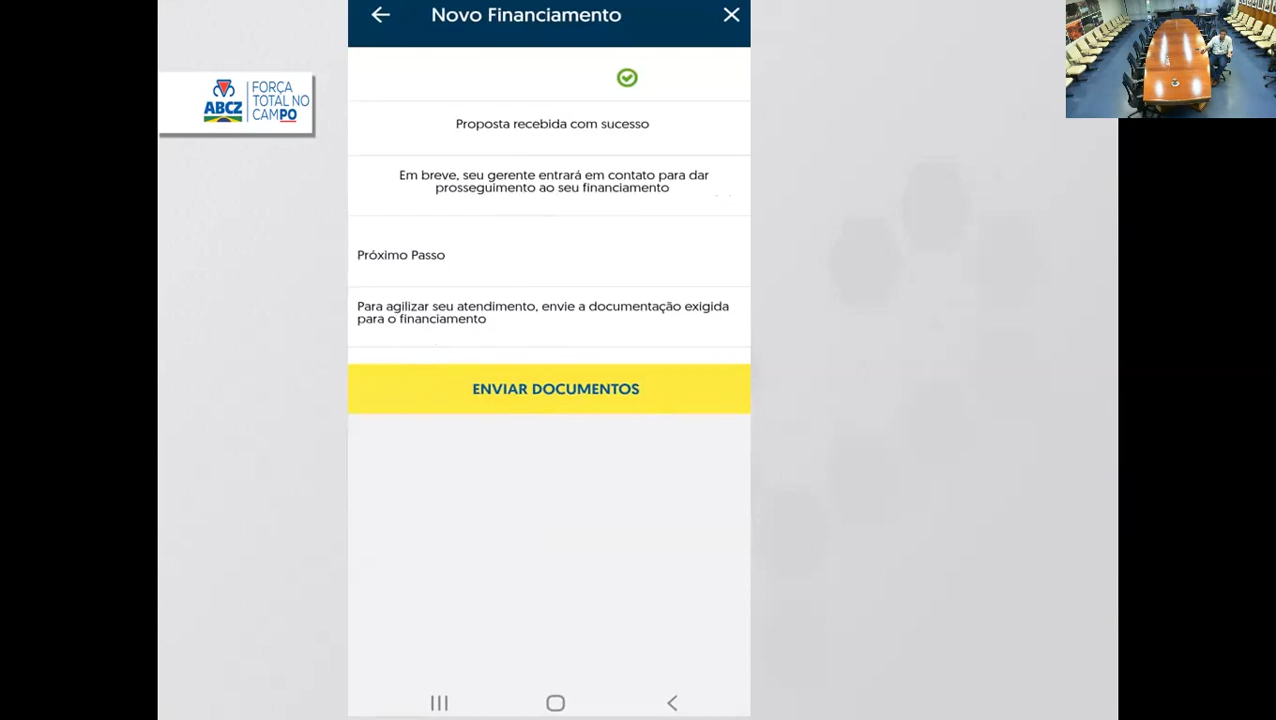 Novo Financiamento
ABCZ
FORÇA
TOTAL NO
CAMPO
Proposta recebida com sucesso
Em breve, seu gerente entrará em contato para dar
prosseguimento ao seu financiamento
Próximo Passo
Para agilizar seu atendimento, envie a documentação exigida
para o financiamento
ENVIAR DOCUMENTOS